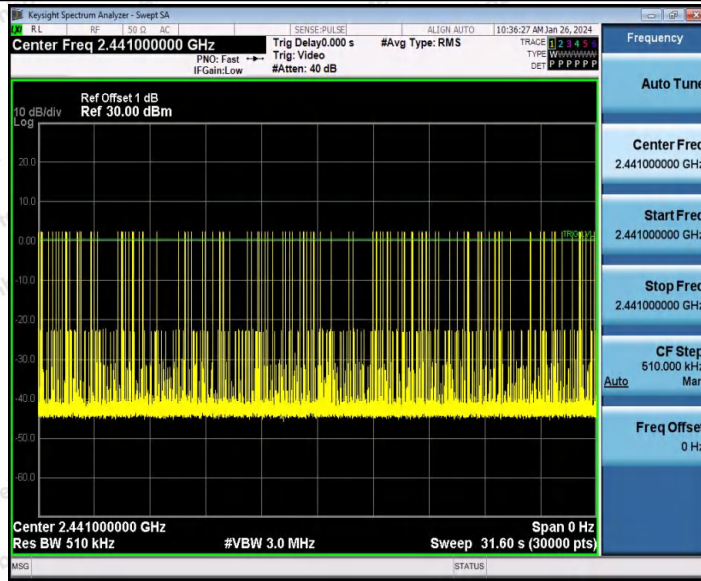 Keysight Spectrum Analyzer - Swept SA
RL RF 50 Ω AC SENSE:PULSE ALIGN AUTO 10:36:27 AM Jan 26, 2024
Center Freq 2.441000000 GHz
PNO: Fast
IFGain:Low
Trig Delay0.000 s
Trig: Video
#Atten: 40 dB
#Avg Type: RMS
TRACE 1 2 3 4 5 6
TYPE W
DET P P P P P P
Ref Offset 1 dB
10 dB/div Ref 30.00 dBm
Log
20.0
10.0
0.00
-10.0
-20.0
-30.0
-40.0
-50.0
-60.0
TRIG LVL
Center 2.441000000 GHz Span 0 Hz
Res BW 510 kHz #VBW 3.0 MHz Sweep 31.60 s (30000 pts)
MSG STATUS
Frequency
Auto Tune
Center Freq
2.441000000 GHz
Start Freq
2.441000000 GHz
Stop Freq
2.441000000 GHz
CF Step
510.000 kHz
Auto Man
Freq Offset
0 Hz